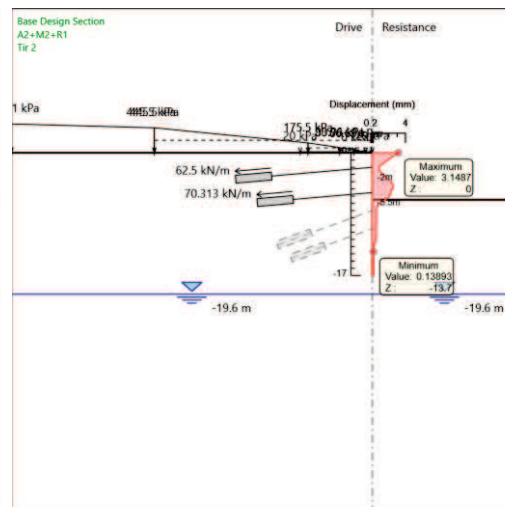 Base Design Section
A2+M2+R1
Tir 2
Drive
Resistance
Displacement (mm)
0.2
4
1 kPa
175.5 kPa
20 kPa
62.5 kN/m
70.313 kN/m
-2m
Maximum
Value: 3.1487
Z : 0
-17
Minimum
Value: 0.13893
Z : -13.7
-19.6 m
-19.6 m